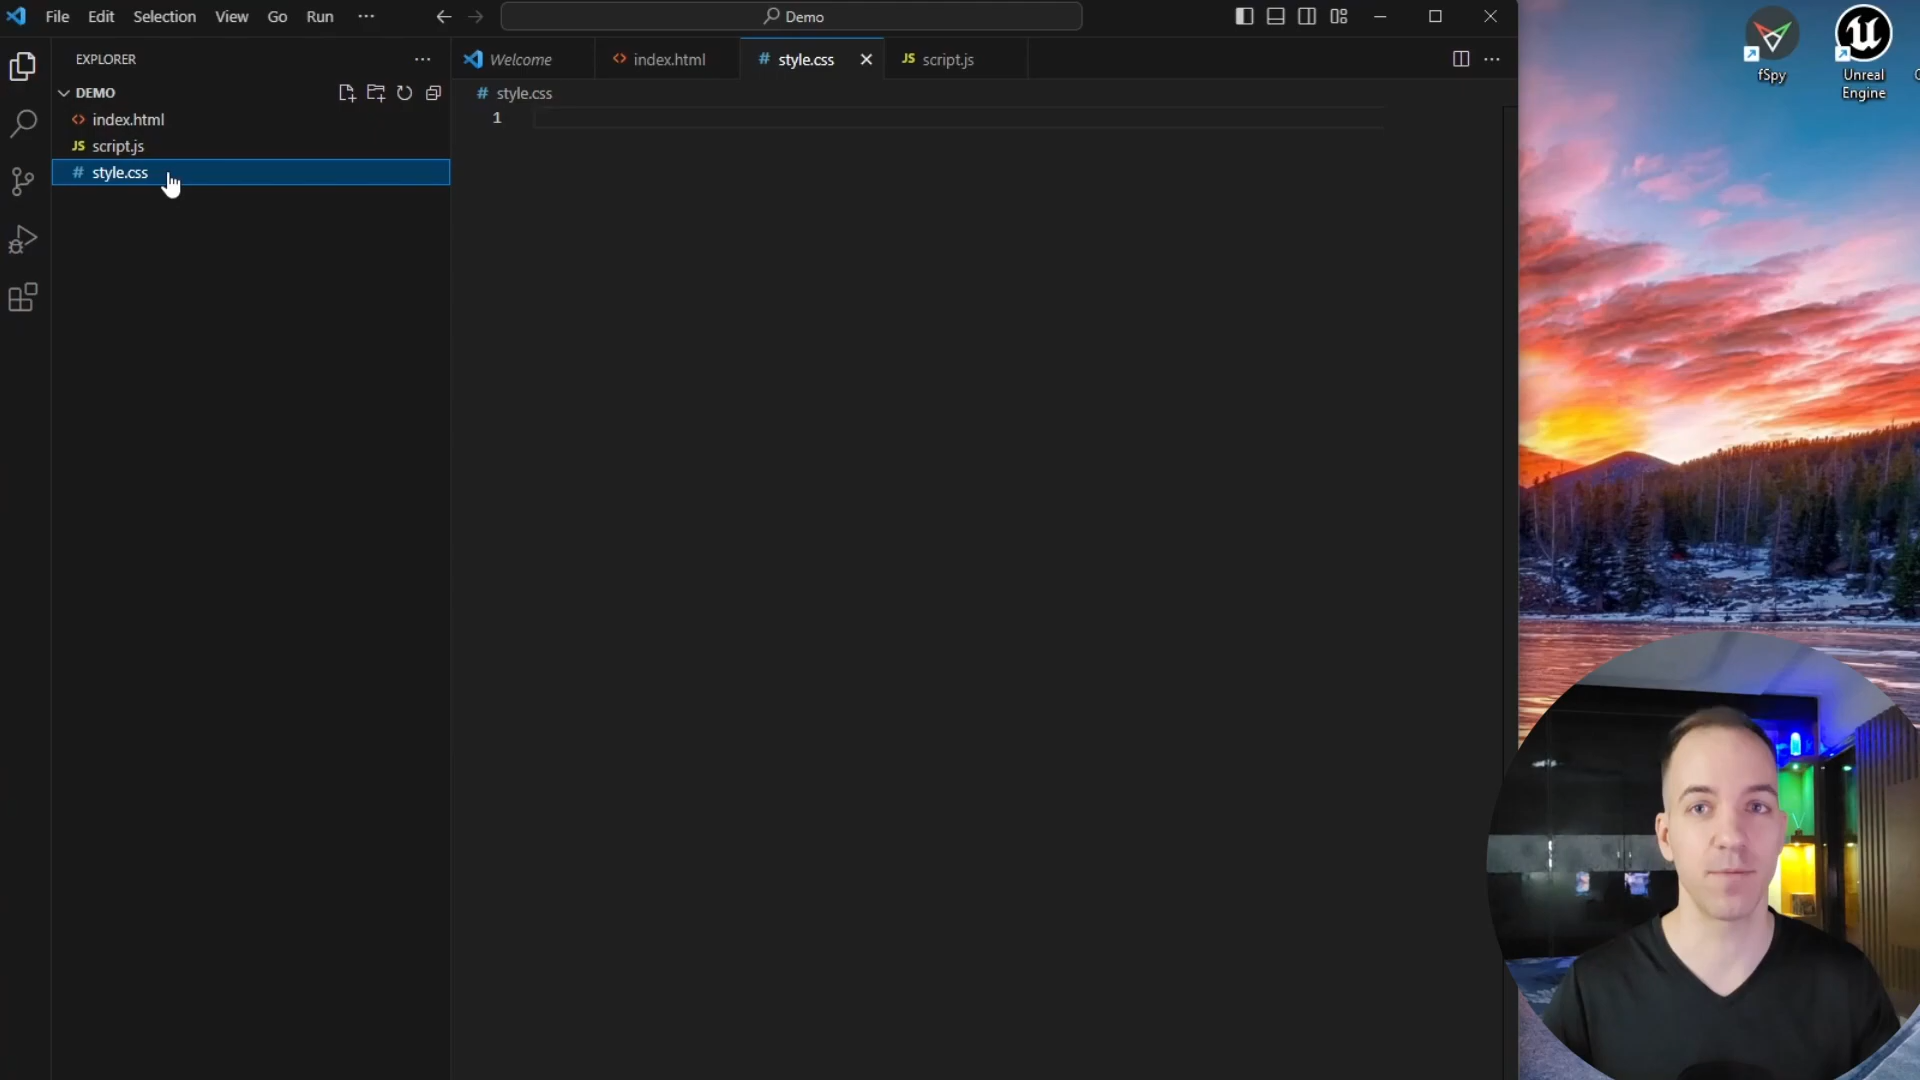 File Edit Selection View Go Run ··· Demo
EXPLORER ···
DEMO
index.html
JS script.js
# style.css
Welcome
<> index.html
# style.css
JS script.js
# style.css
1
fSpy
Unreal
Engine